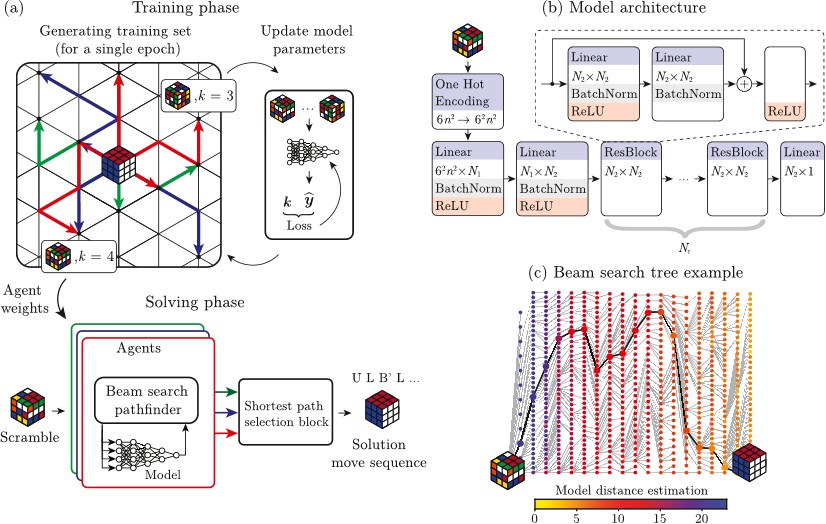 (a)
Training phase
Generating training set
(for a single epoch)
Update model
parameters
, k = 3
...
k ŷ
Loss
, k = 4
Agent
weights
Solving phase
Agents
Beam search
pathfinder
Model
Scramble
Shortest path
selection block
U L B' L ...
Solution
move sequence
(b) Model architecture
One Hot
Encoding
6n² → 6²n²
Linear
N₂×N₂
BatchNorm
ReLU
Linear
N₂×N₂
BatchNorm
+
ReLU
Linear
6²n²×N₁
BatchNorm
ReLU
Linear
N₁×N₂
BatchNorm
ReLU
ResBlock
N₂×N₂
...
ResBlock
N₂×N₂
Linear
N₂×1
Nᵣ
(c) Beam search tree example
Model distance estimation
0 5 10 15 20